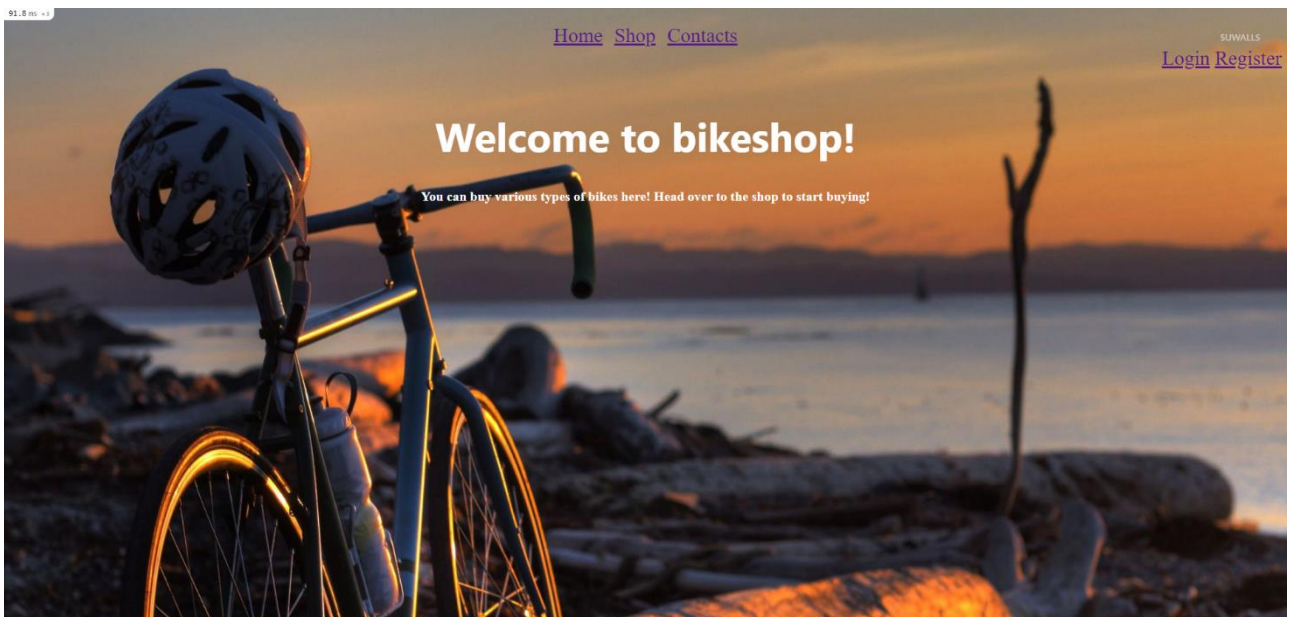 91.8 ms ×3
Home Shop Contacts
SUWALLS
Login Register
Welcome to bikeshop!
You can buy various types of bikes here! Head over to the shop to start buying!